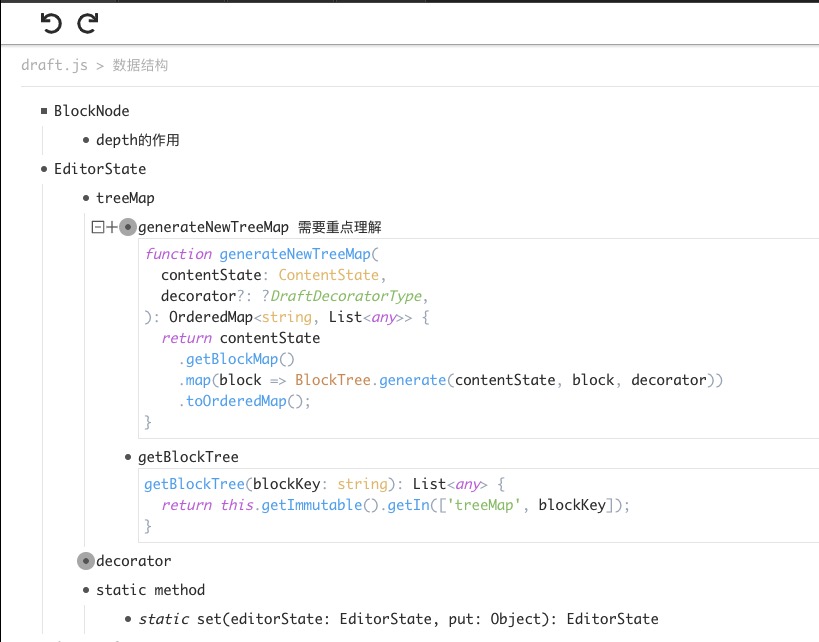 draft.js > 数据结构
BlockNode
depth的作用
EditorState
treeMap
generateNewTreeMap 需要重点理解
function generateNewTreeMap(
contentState: ContentState,
decorator?: ?DraftDecoratorType,
): OrderedMap<string, List<any>> {
return contentState
.getBlockMap()
.map(block => BlockTree.generate(contentState, block, decorator))
.toOrderedMap();
}
getBlockTree
getBlockTree(blockKey: string): List<any> {
return this.getImmutable().getIn(['treeMap', blockKey]);
}
decorator
static method
static set(editorState: EditorState, put: Object): EditorState